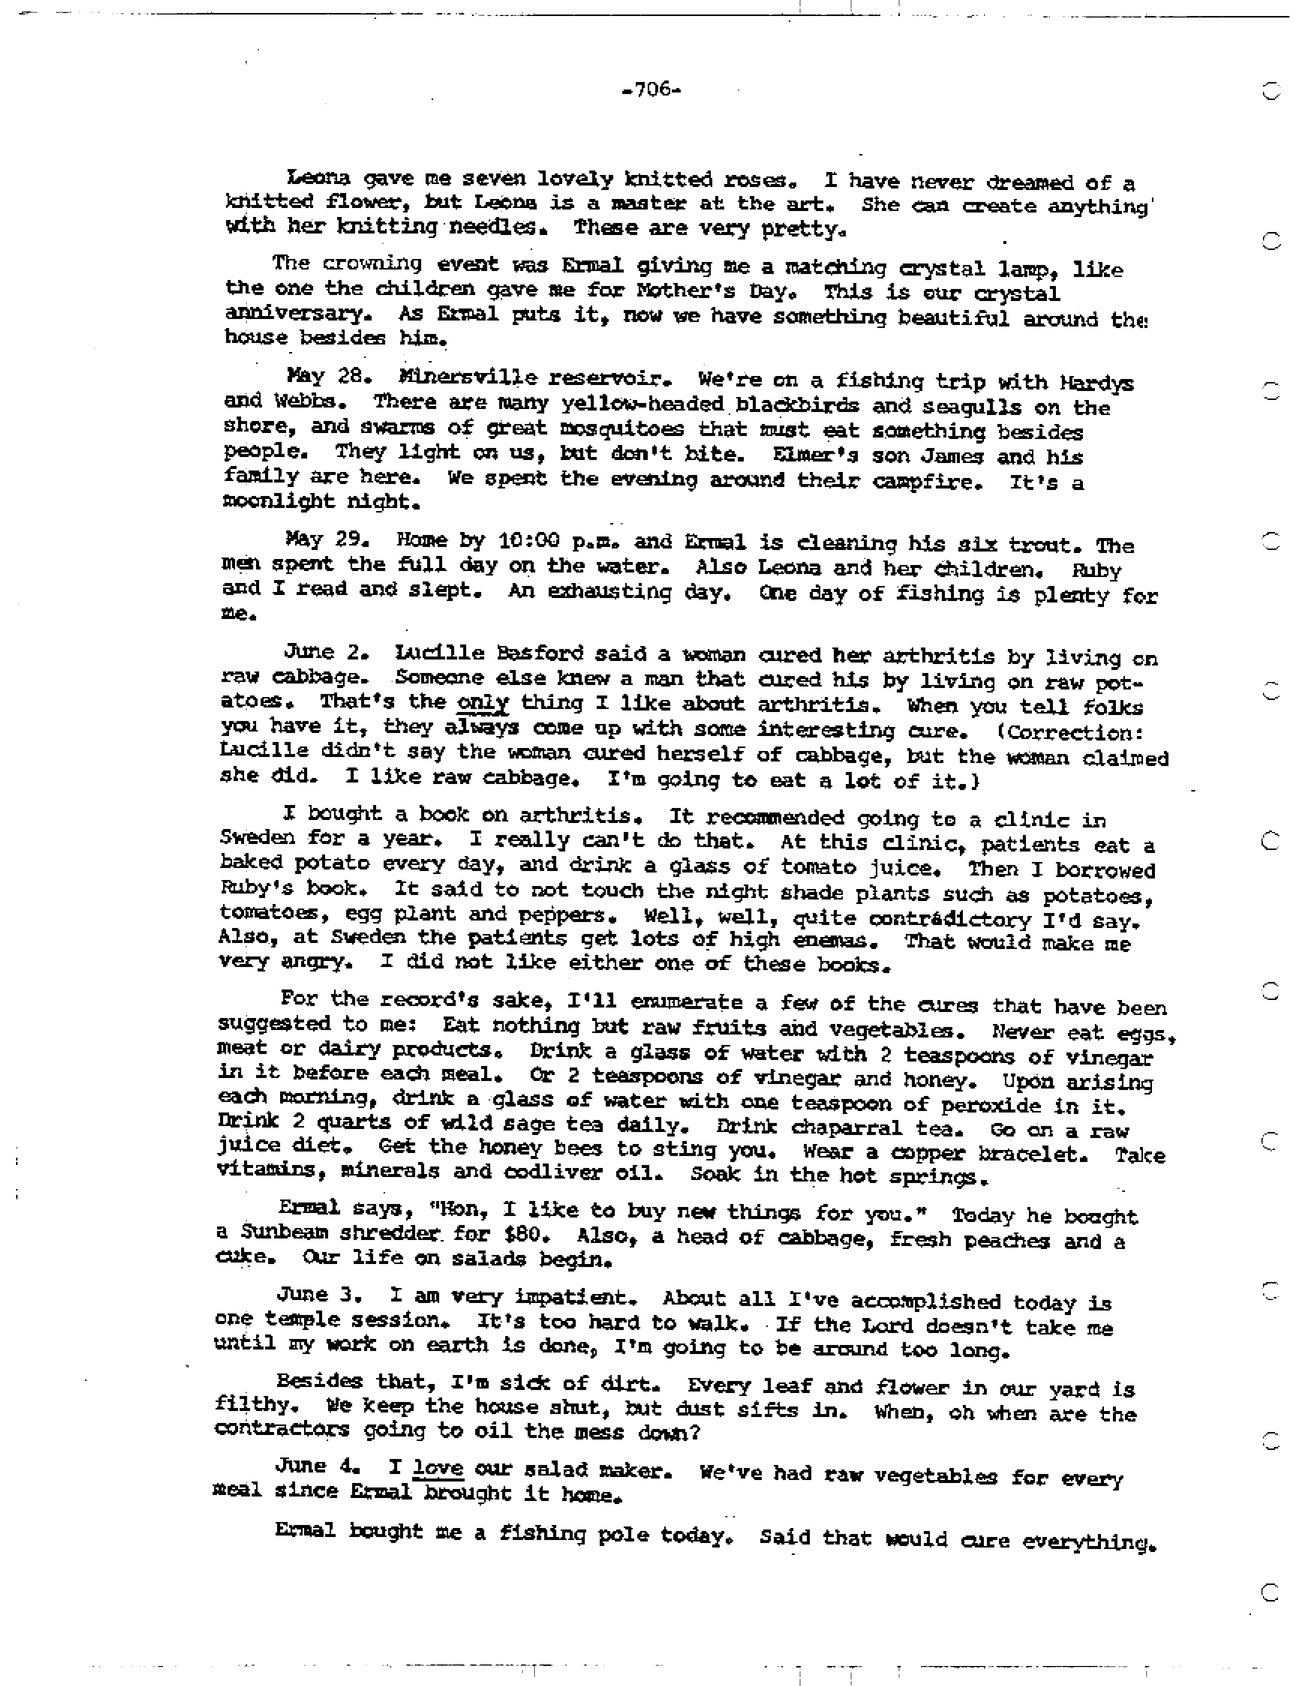 -706-
Leona gave me seven lovely knitted roses. I have never dreamed of a
knitted flower, but Leona is a master at the art. She can create anything
with her knitting needles. These are very pretty.
The crowning event was Ermal giving me a matching crystal lamp, like
the one the children gave me for Mother's Day. This is our crystal
anniversary. As Ermal puts it, now we have something beautiful around the
house besides him.
May 28. Minersville reservoir. We're on a fishing trip with Hardys
and Webbs. There are many yellow-headed blackbirds and seagulls on the
shore, and swarms of great mosquitoes that must eat something besides
people. They light on us, but don't bite. Elmer's son James and his
family are here. We spent the evening around their campfire. It's a
moonlight night.
May 29. Home by 10:00 p.m. and Ermal is cleaning his six trout. The
men spent the full day on the water. Also Leona and her children. Ruby
and I read and slept. An exhausting day. One day of fishing is plenty for
me.
June 2. Lucille Basford said a woman cured her arthritis by living on
raw cabbage. Someone else knew a man that cured his by living on raw pot-
atoes. That's the only thing I like about arthritis. When you tell folks
you have it, they always come up with some interesting cure. (Correction:
Lucille didn't say the woman cured herself of cabbage, but the woman claimed
she did. I like raw cabbage. I'm going to eat a lot of it.)
I bought a book on arthritis. It recommended going to a clinic in
Sweden for a year. I really can't do that. At this clinic, patients eat a
baked potato every day, and drink a glass of tomato juice. Then I borrowed
Ruby's book. It said to not touch the night shade plants such as potatoes,
tomatoes, egg plant and peppers. Well, well, quite contradictory I'd say.
Also, at Sweden the patients get lots of high enemas. That would make me
very angry. I did not like either one of these books.
For the record's sake, I'll enumerate a few of the cures that have been
suggested to me: Eat nothing but raw fruits and vegetables. Never eat eggs,
meat or dairy products. Drink a glass of water with 2 teaspoons of vinegar
in it before each meal. Or 2 teaspoons of vinegar and honey. Upon arising
each morning, drink a glass of water with one teaspoon of peroxide in it.
Drink 2 quarts of wild sage tea daily. Drink chaparral tea. Go on a raw
juice diet. Get the honey bees to sting you. Wear a copper bracelet. Take
vitamins, minerals and codliver oil. Soak in the hot springs.
Ermal says, "Hon, I like to buy new things for you." Today he bought
a Sunbeam shredder for $80. Also, a head of cabbage, fresh peaches and a
cuke. Our life on salads begin.
June 3. I am very impatient. About all I've accomplished today is
one temple session. It's too hard to walk. If the Lord doesn't take me
until my work on earth is done, I'm going to be around too long.
Besides that, I'm sick of dirt. Every leaf and flower in our yard is
filthy. We keep the house shut, but dust sifts in. When, oh when are the
contractors going to oil the mess down?
June 4. I love our salad maker. We've had raw vegetables for every
meal since Ermal brought it home.
Ermal bought me a fishing pole today. Said that would cure everything.